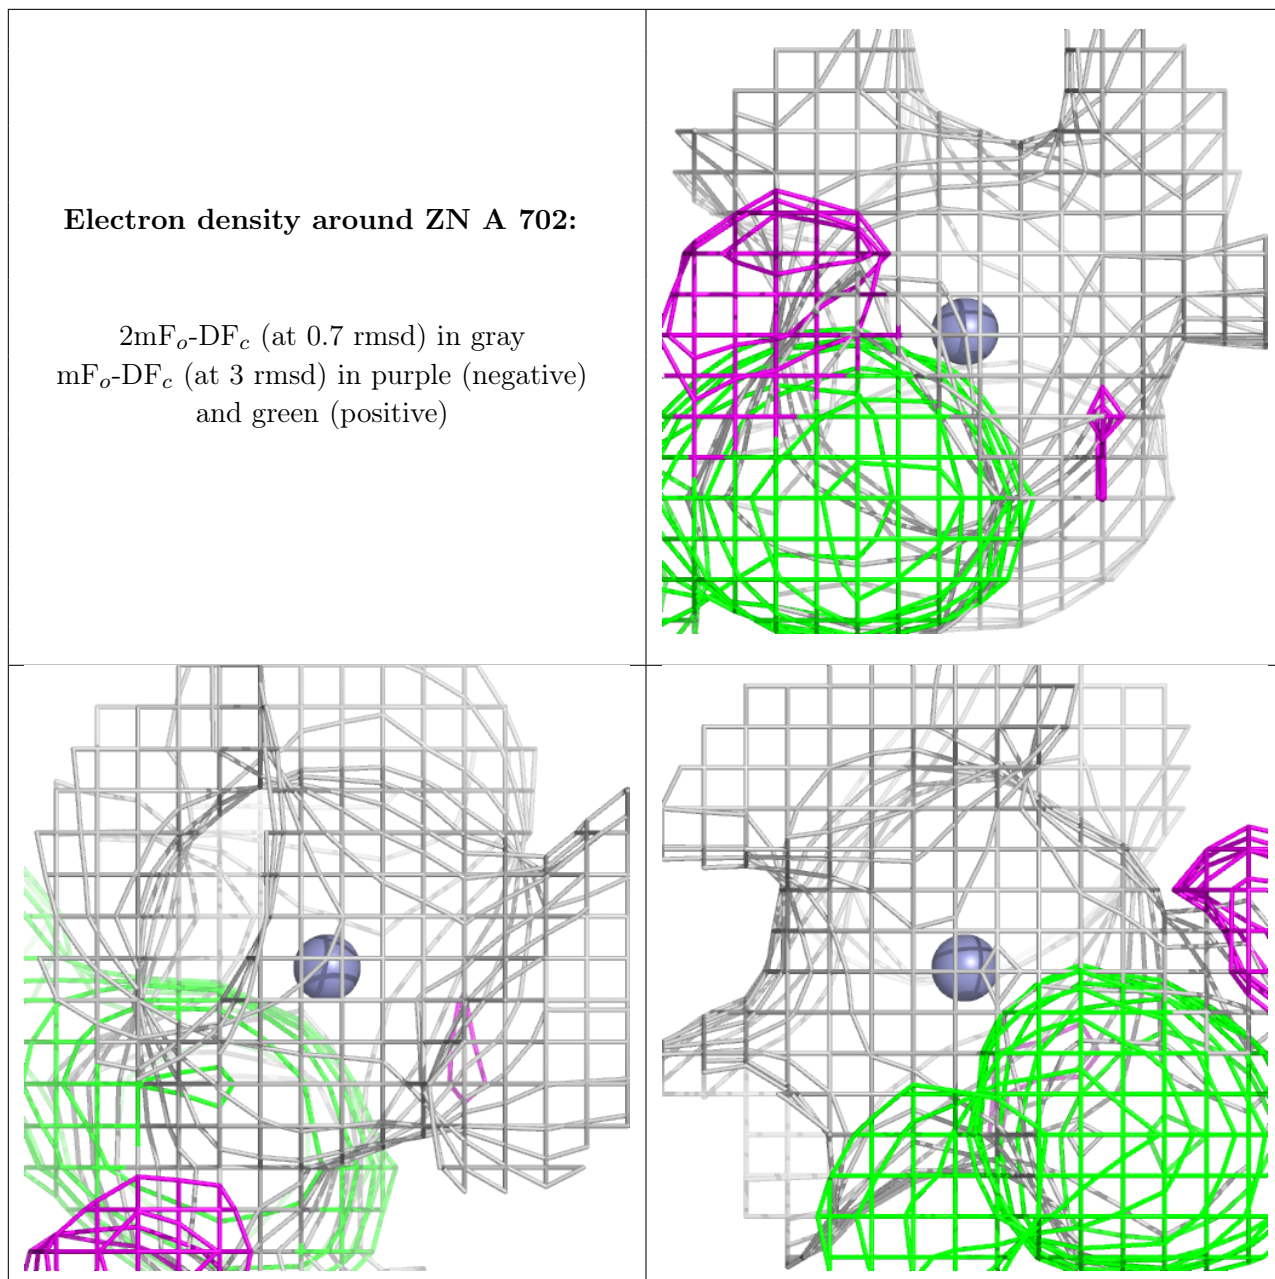 Electron density around ZN A 702:
2mFo-DFc (at 0.7 rmsd) in gray
mFo-DFc (at 3 rmsd) in purple (negative)
and green (positive)